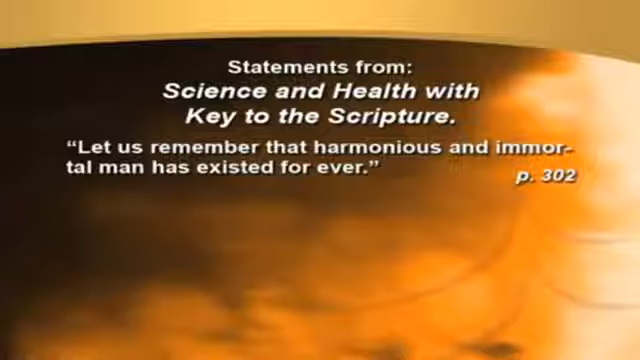 Statements from:
Science and Health with
Key to the Scripture.
“Let us remember that harmonious and immor-
tal man has existed for ever.”
p. 302